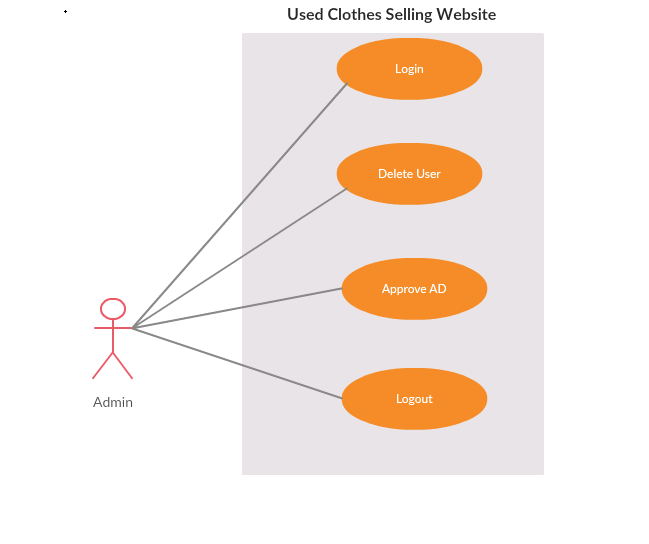 Used Clothes Selling Website
Login
Delete User
Approve AD
Logout
Admin